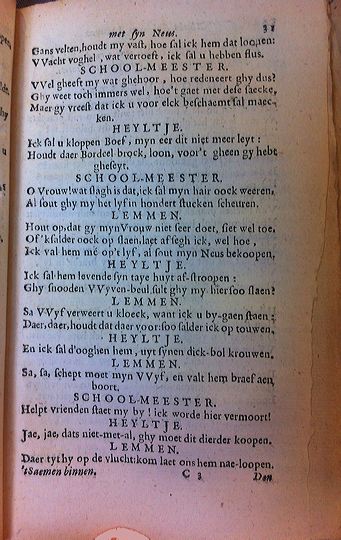 met syn Neus. 31
Gans velten, houdt my vast, hoe sal ick hem dat loonen:
VVacht voghel, wat vertoeft, ick sal u hebben flus.
SCHOOL-MEESTER.
VVel gheeft my wat ghehoor, hoe redeneert ghy dus?
Ghy weet toch immers wel, hoe't gaet met dese saecke,
Maer gy vreest dat ick u voor elck beschaemt sal maec-
ken.
HEYLTJE.
Ick sal u kloppen Boef, myn eer dit niet meer leyt:
Houdt daer Bordeel brock, loon, voor't gheen gy hebt
gheseyt.
SCHOOL-MEESTER.
O Vrouw! wat slagh is dat, ick sal myn hair oock weeren,
Al sout ghy my het lyf in hondert stucken scheuren.
LEMMEN.
Hout op, dat gy myn Vrouw niet seer doet, siet wel toe,
Of 'k salder oock op slaen, laet af segh ick, wel hoe,
Ick val hem mé op't lyf, al sout myn Neus bekoopen,
HEYLTJE.
Ick sal hem levende syn taye huyt af-stroopen:
Ghy snooden VVyven-beul, sult ghy my hier soo slaen?
LEMMEN.
Sa VVyf verweert u kloeck, want ick u by-gaen staen:
Daer, daer, houdt dat daer voor: soo salder ick op touwen,
HEYLTJE.
En ick sal d'ooghen hem, uyt synen dick-bol krouwen.
LEMMEN.
Sa, sa, schept moet myn VVyf, en valt hem braef aen
boort.
SCHOOL-MEESTER.
Helpt vrienden staet my by! ick worde hier vermoort!
HEYLTJE.
Jae, jae, dats niet-met-al, ghy moet dit dierder koopen.
LEMMEN.
Daer tyt hy op de vlucht: kom laet ons hem nae-loopen.
'tSaemen binnen. C 3 Den